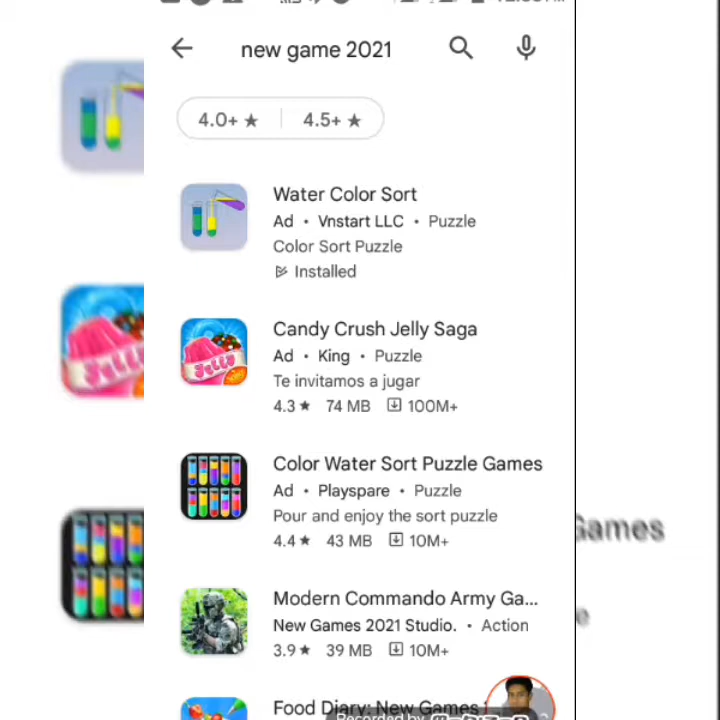 new game 2021
4.0+ ★ 4.5+ ★
Water Color Sort
Ad • Vnstart LLC • Puzzle
Color Sort Puzzle
Installed
Candy Crush Jelly Saga
Ad • King • Puzzle
Te invitamos a jugar
4.3 ★ 74 MB 100M+
Color Water Sort Puzzle Games
Ad • Playspare • Puzzle
Pour and enjoy the sort puzzle
4.4 ★ 43 MB 10M+
Modern Commando Army Ga...
New Games 2021 Studio. • Action
3.9 ★ 39 MB 10M+
Food Diary: New Games
Recorded by
Jelly
Games